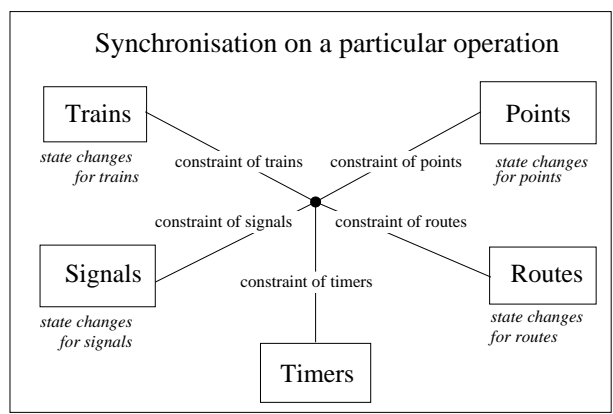 Synchronisation on a particular operation
Trains
Points
state changes
for trains
constraint of trains
constraint of points
state changes
for points
constraint of signals
constraint of routes
Signals
constraint of timers
Routes
state changes
for signals
state changes
for routes
Timers